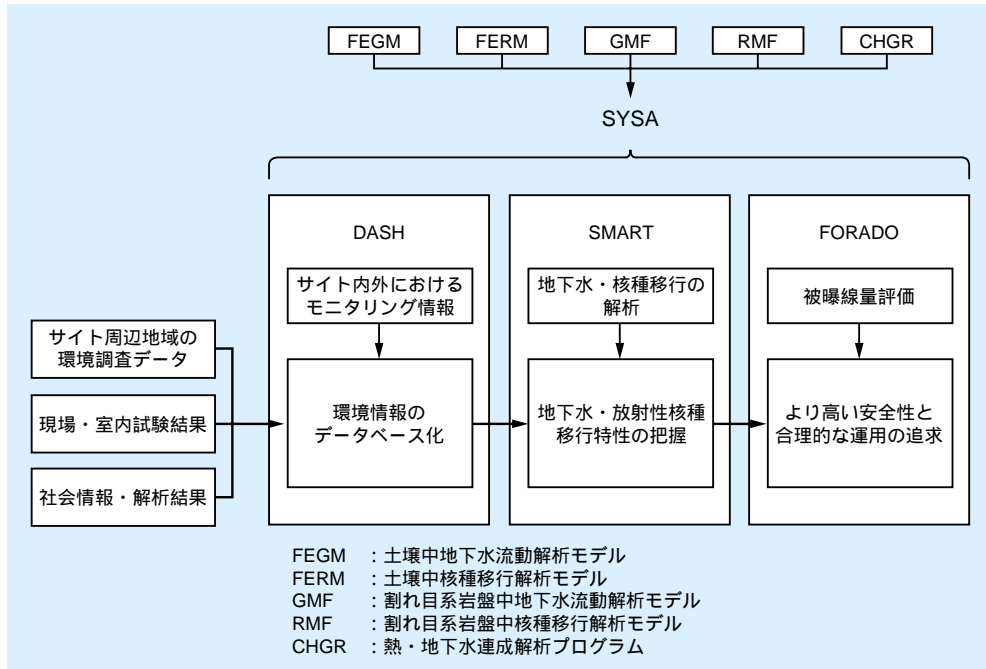 FEGM
FERM
GMF
RMF
CHGR
SYSA
DASH
サイト内外における
モニタリング情報
環境情報の
データベース化
SMART
地下水・核種移行の
解析
地下水・放射性核種
移行特性の把握
FORADO
被曝線量評価
より高い安全性と
合理的な運用の追求
サイト周辺地域の
環境調査データ
現場・室内試験結果
社会情報・解析結果
FEGM :土壌中地下水流動解析モデル
FERM :土壌中核種移行解析モデル
GMF :割れ目系岩盤中地下水流動解析モデル
RMF :割れ目系岩盤中核種移行解析モデル
CHGR :熱・地下水連成解析プログラム